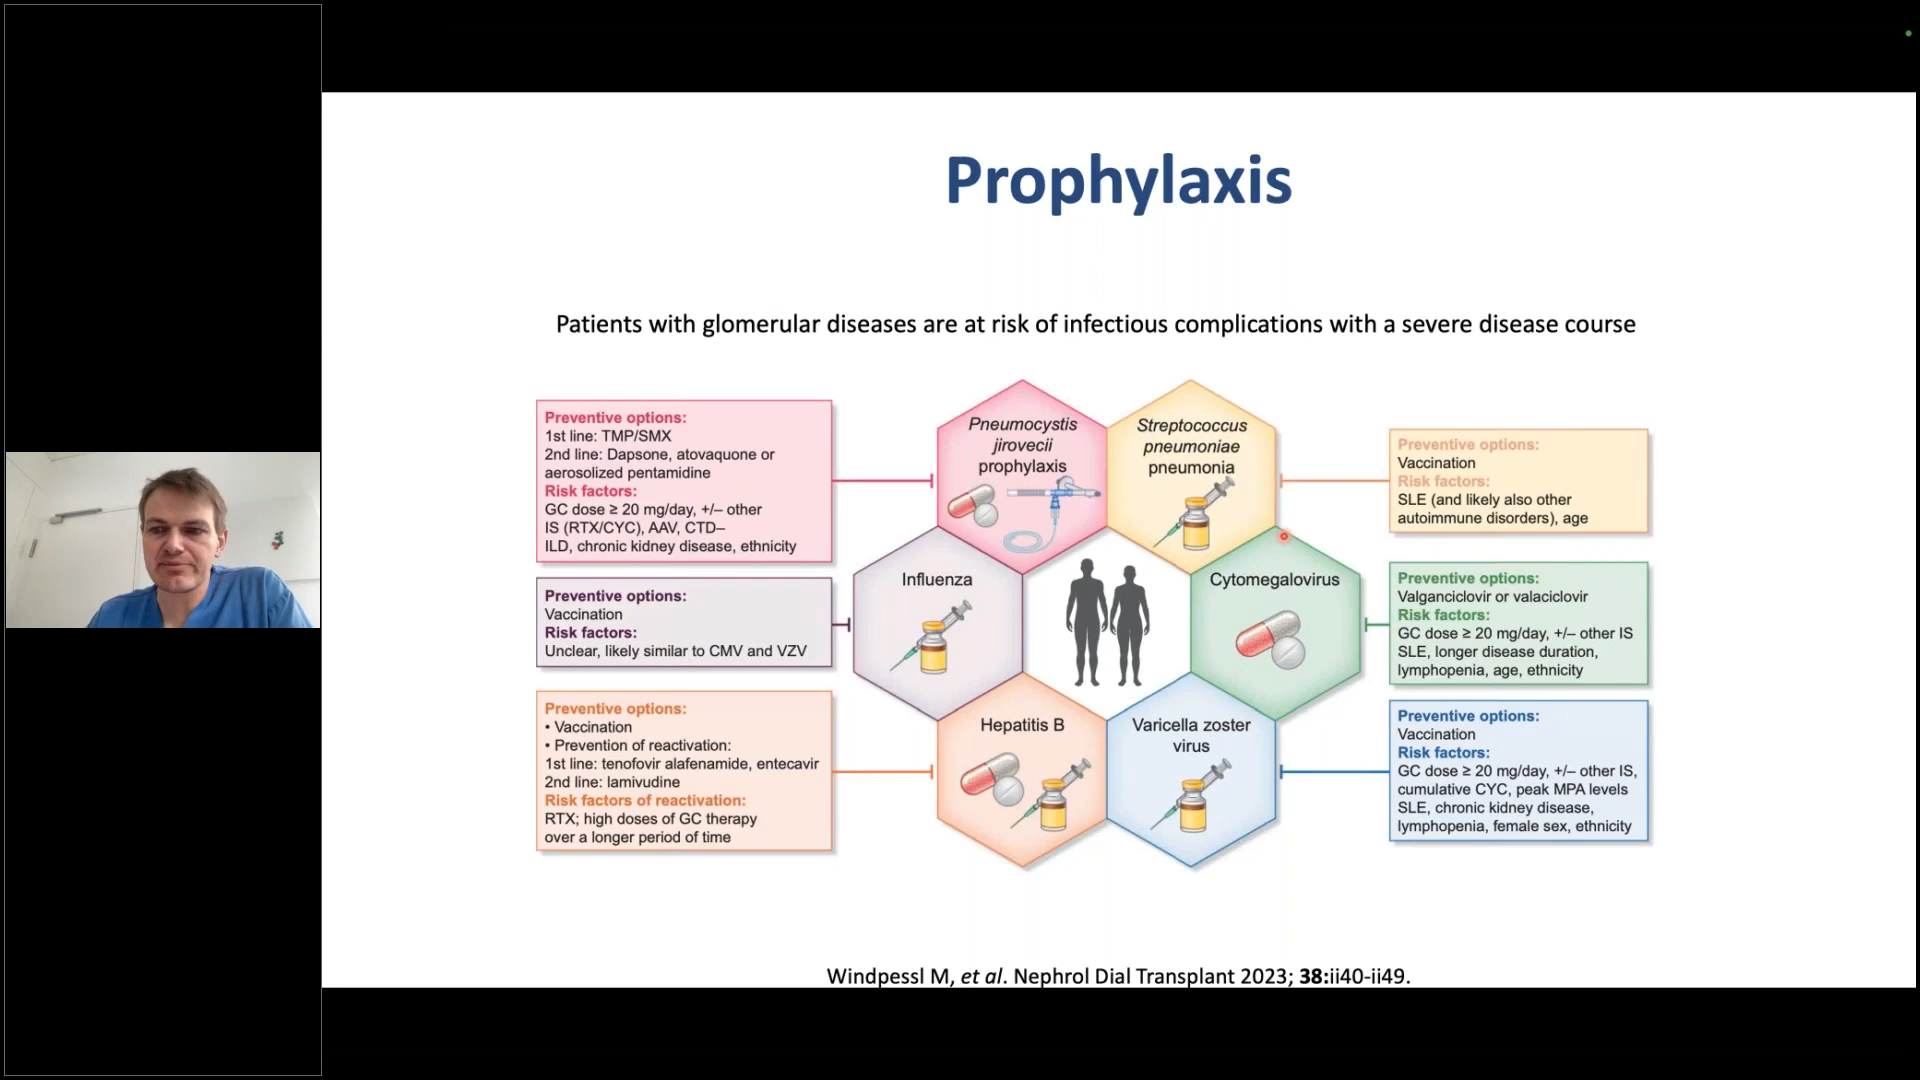 Prophylaxis
Patients with glomerular diseases are at risk of infectious complications with a severe disease course
Preventive options:
1st line: TMP/SMX
2nd line: Dapsone, atovaquone or
aerosolized pentamidine
Risk factors:
GC dose ≥ 20 mg/day, +/– other
IS (RTX/CYC), AAV, CTD–
ILD, chronic kidney disease, ethnicity
Preventive options:
Vaccination
Risk factors:
Unclear, likely similar to CMV and VZV
Preventive options:
• Vaccination
• Prevention of reactivation:
1st line: tenofovir alafenamide, entecavir
2nd line: lamivudine
Risk factors of reactivation:
RTX; high doses of GC therapy
over a longer period of time
Pneumocystis
jirovecii
prophylaxis
Streptococcus
pneumoniae
pneumonia
Influenza
Cytomegalovirus
Hepatitis B
Varicella zoster
virus
Preventive options:
Vaccination
Risk factors:
SLE (and likely also other
autoimmune disorders), age
Preventive options:
Valganciclovir or valaciclovir
Risk factors:
GC dose ≥ 20 mg/day, +/– other IS
SLE, longer disease duration,
lymphopenia, age, ethnicity
Preventive options:
Vaccination
Risk factors:
GC dose ≥ 20 mg/day, +/– other IS,
cumulative CYC, peak MPA levels
SLE, chronic kidney disease,
lymphopenia, female sex, ethnicity
Windpessl M, et al. Nephrol Dial Transplant 2023; 38:ii40-ii49.